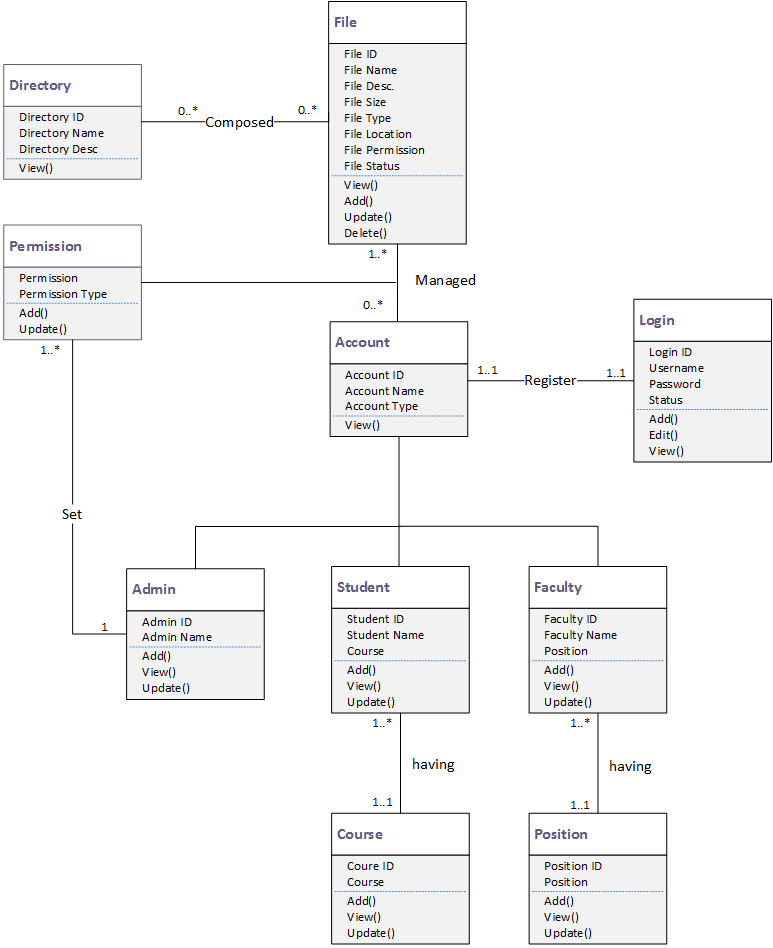 File
File ID
File Name
File Desc.
File Size
File Type
File Location
File Permission
File Status
View()
Add()
Update()
Delete()
Directory
Directory ID
Directory Name
Directory Desc
View()
0..*
Composed
0..*
Permission
Permission
Permission Type
Add()
Update()
1..*
1..*
Managed
0..*
Account
Account ID
Account Name
Account Type
View()
1..1
Register
1..1
Login
Login ID
Username
Password
Status
Add()
Edit()
View()
Set
1
Admin
Admin ID
Admin Name
Add()
View()
Update()
Student
Student ID
Student Name
Course
Add()
View()
Update()
Faculty
Faculty ID
Faculty Name
Position
Add()
View()
Update()
1..*
having
1..1
1..*
having
1..1
Course
Coure ID
Course
Add()
View()
Update()
Position
Position ID
Position
Add()
View()
Update()